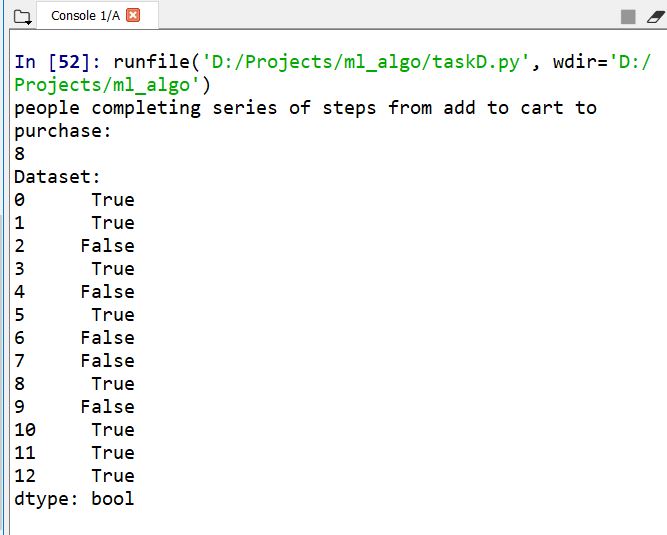 Console 1/A
In [52]: runfile('D:/Projects/ml_algo/taskD.py', wdir='D:/
Projects/ml_algo')
people completing series of steps from add to cart to
purchase:
8
Dataset:
0      True
1      True
2     False
3      True
4     False
5      True
6     False
7     False
8      True
9     False
10     True
11     True
12     True
dtype: bool